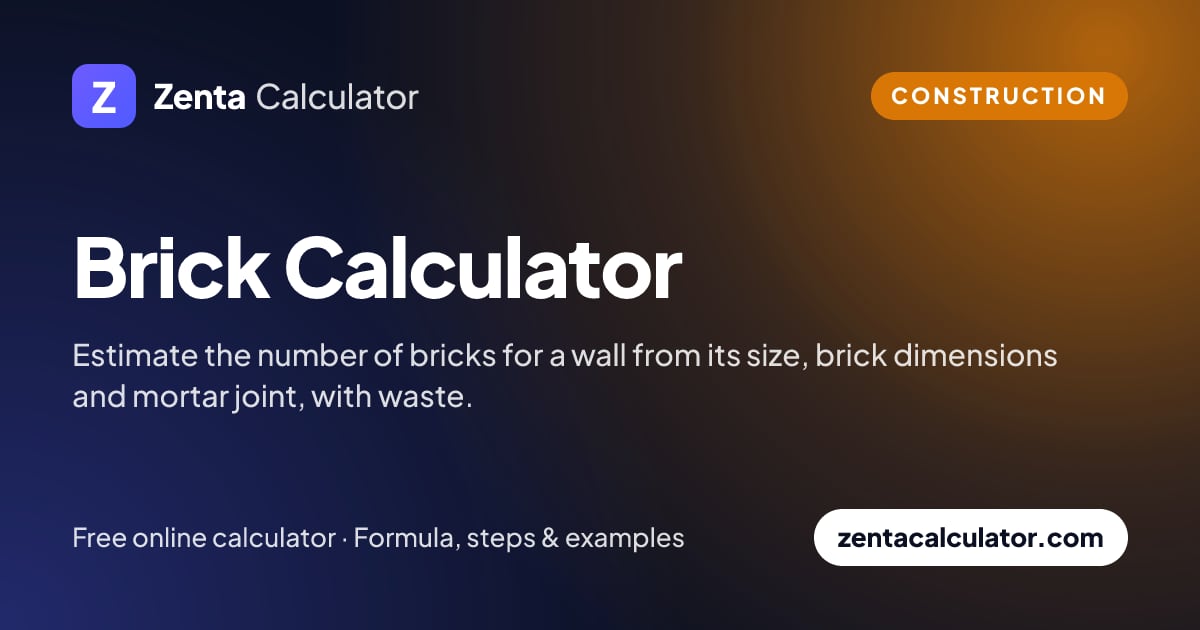 Z
Zenta Calculator
CONSTRUCTION
Brick Calculator
Estimate the number of bricks for a wall from its size, brick dimensions
and mortar joint, with waste.
Free online calculator · Formula, steps & examples
zentacalculator.com